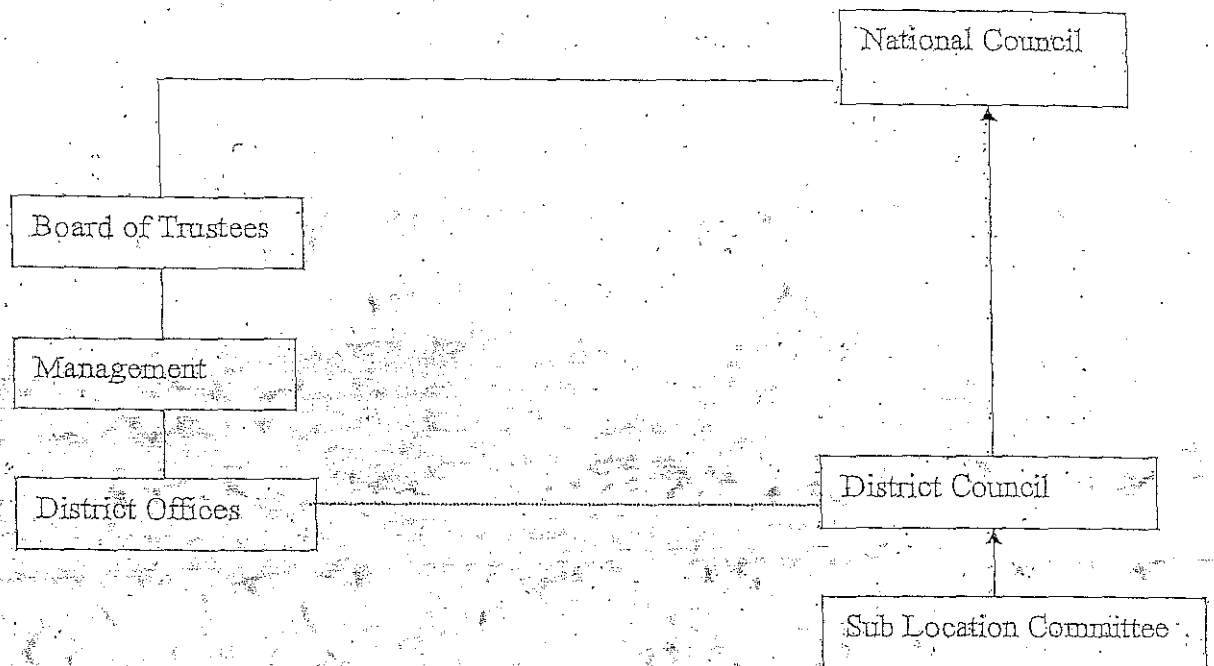 National Council
Board of Trustees
Management
District Offices
District Council
Sub Location Committee